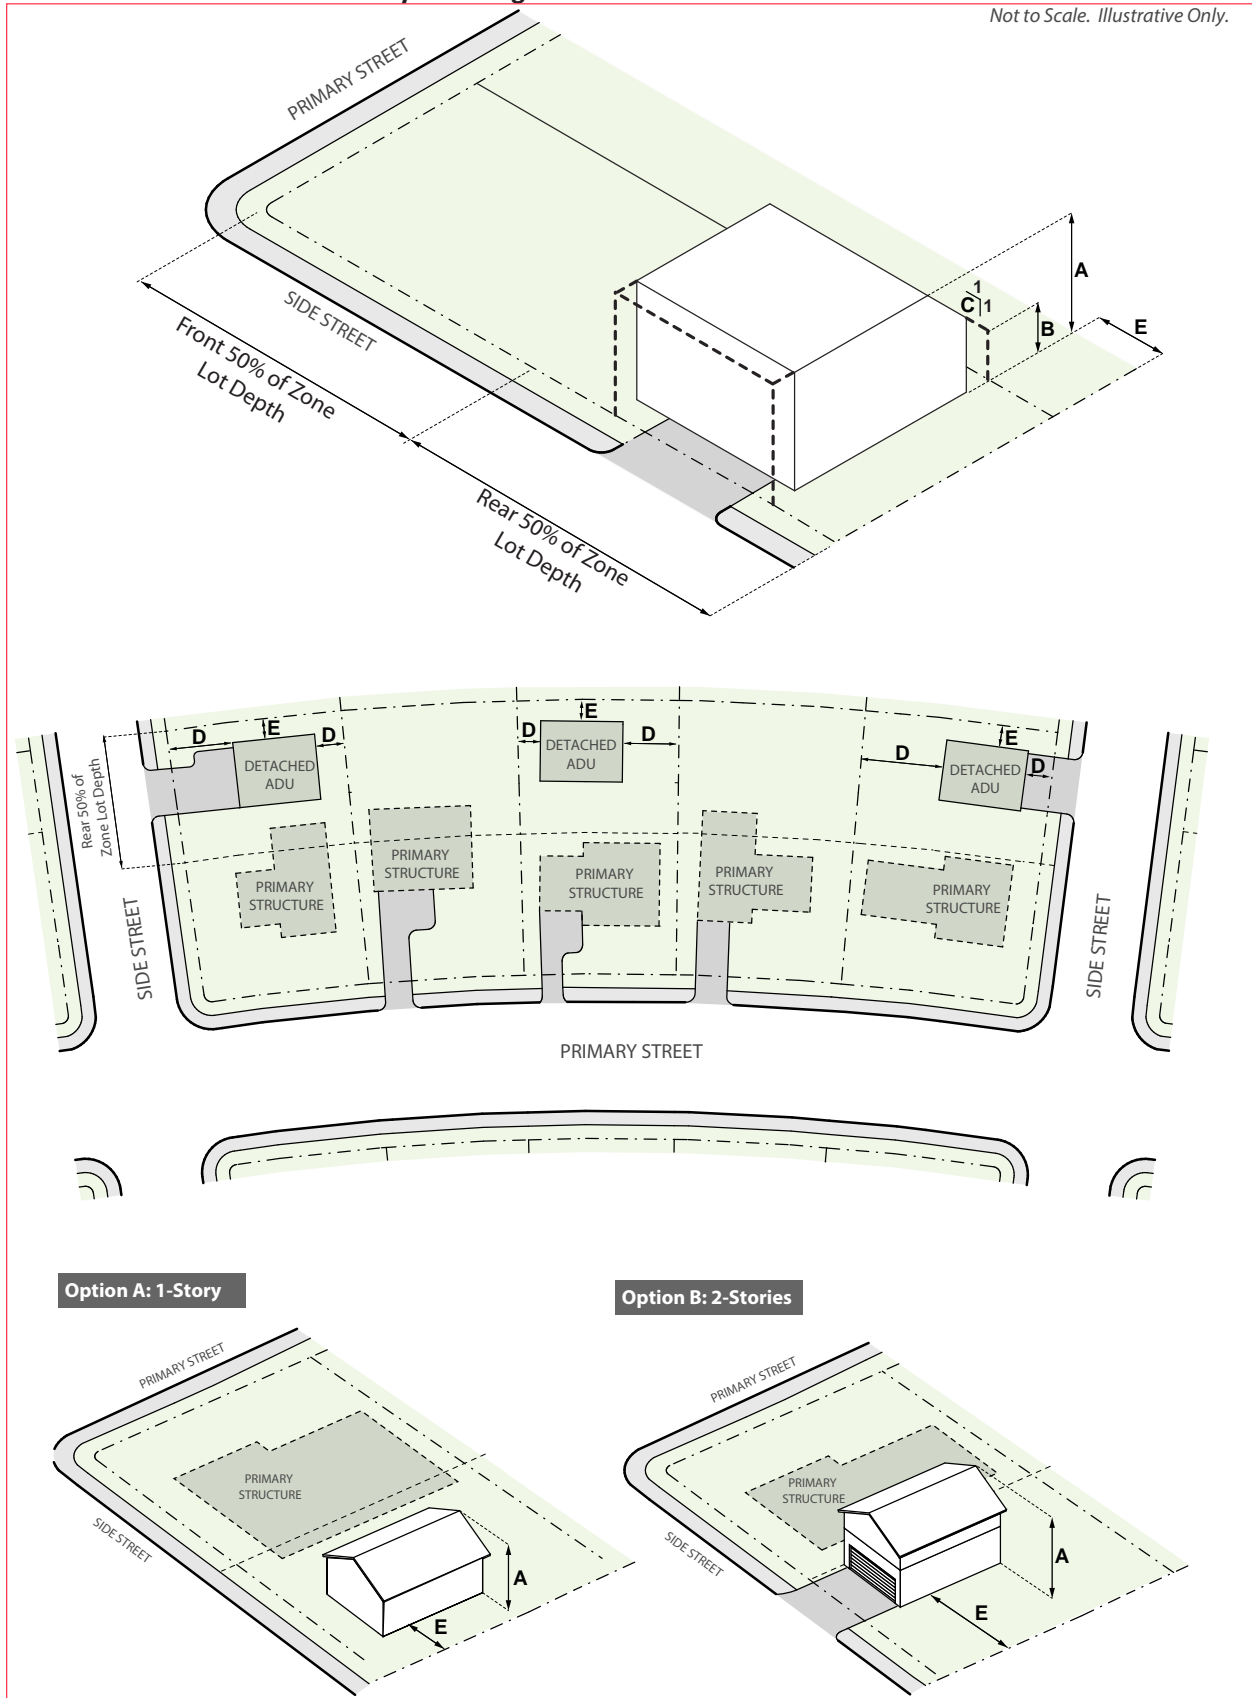 Not to Scale. Illustrative Only.
PRIMARY STREET
SIDE STREET
Front 50% of Zone
Lot Depth
Rear 50% of Zone
Lot Depth
A
1
C
1
B
E
D
E
D
DETACHED
ADU
D
E
D
DETACHED
ADU
D
E
D
DETACHED
ADU
Rear 50% of
Zone Lot Depth
PRIMARY
STRUCTURE
PRIMARY
STRUCTURE
PRIMARY
STRUCTURE
PRIMARY
STRUCTURE
PRIMARY
STRUCTURE
SIDE STREET
SIDE STREET
PRIMARY STREET
Option A: 1-Story
PRIMARY STREET
SIDE STREET
PRIMARY
STRUCTURE
A
E
Option B: 2-Stories
PRIMARY STREET
SIDE STREET
PRIMARY
STRUCTURE
A
E